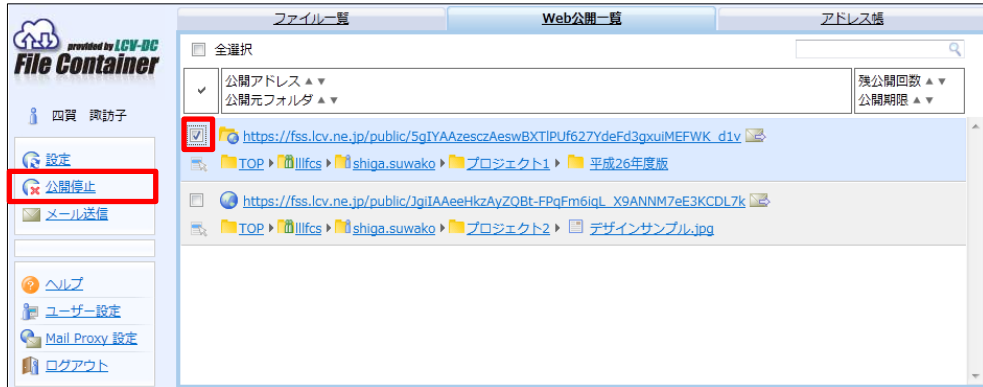 provided by LCV-DC
File Container
四賀 諏訪子
設定
公開停止
メール送信
ヘルプ
ユーザー設定
Mail Proxy 設定
ログアウト
ファイル一覧 Web公開一覧 アドレス帳
全選択
公開アドレス ▲ ▼
公開元フォルダ ▲ ▼
残公開回数 ▲ ▼
公開期限 ▲ ▼
https://fss.lcv.ne.jp/public/5gIYAAzesczAeswBXTlPUf627YdeFd3gxuiMEFWK_d1v
TOP ▶ lllfcs ▶ shiga.suwako ▶ プロジェクト1 ▶ 平成26年度版
https://fss.lcv.ne.jp/public/JgiIAAeeHkzAyZQBt-FPqFm6iqL_X9ANNM7eE3KCDL7k
TOP ▶ lllfcs ▶ shiga.suwako ▶ プロジェクト2 ▶ デザインサンプル.jpg